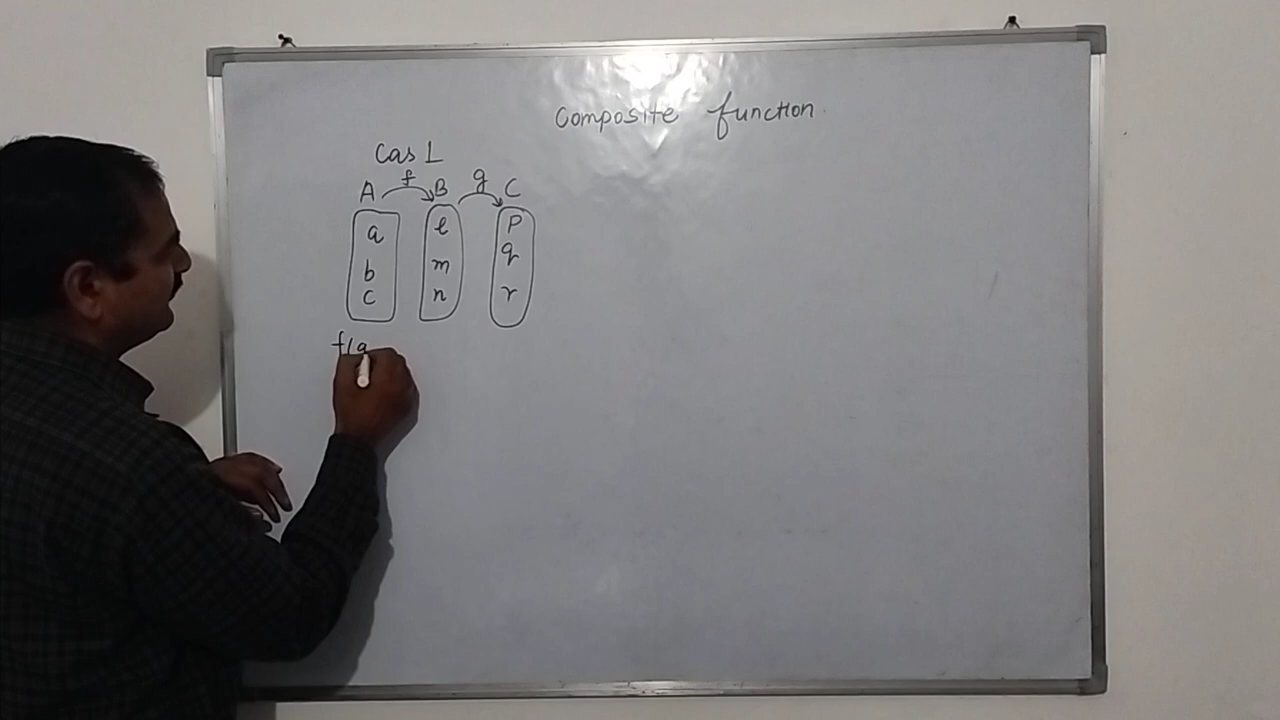 Composite function.
Cas 1
A f B g C
a l p
b m q
c n r
f(a